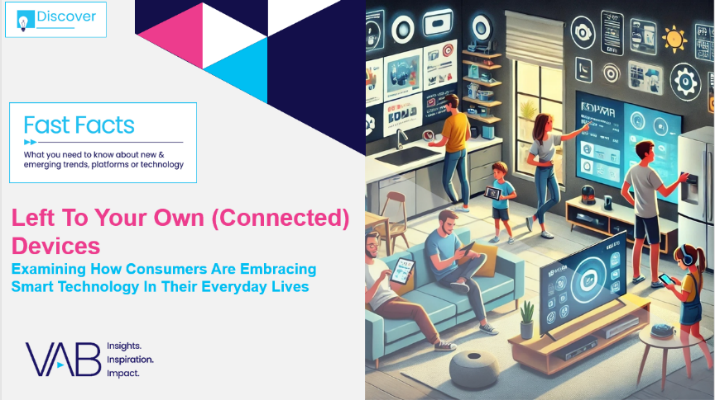 Discover
Fast Facts
What you need to know about new &
emerging trends, platforms or technology
Left To Your Own (Connected)
Devices
Examining How Consumers Are Embracing
Smart Technology In Their Everyday Lives
VAB
Insights.
Inspiration.
Impact.